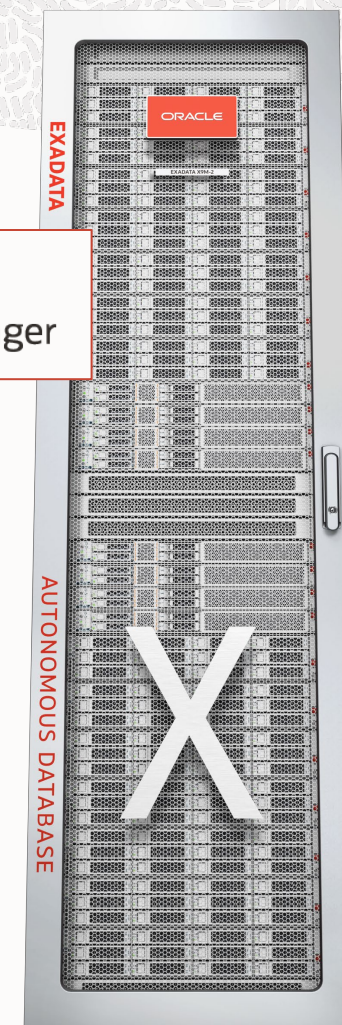 ORACLE
EXADATA X9M-2
EXADATA
ger
AUTONOMOUS DATABASE
X